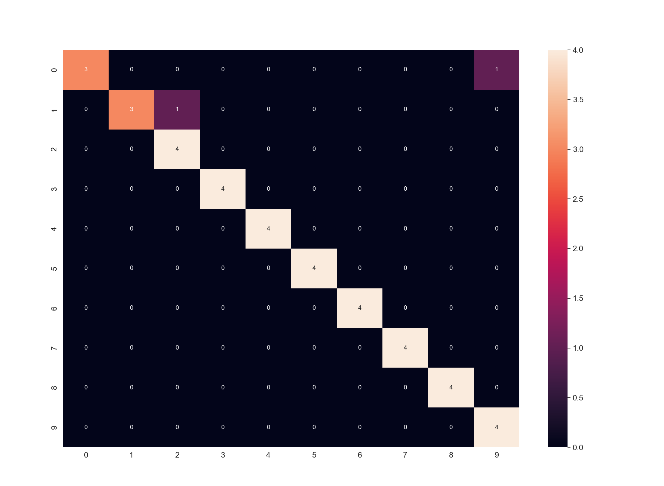 0 3 0 0 0 0 0 0 0 0 1
1 0 3 1 0 0 0 0 0 0 0
2 0 0 4 0 0 0 0 0 0 0
3 0 0 0 4 0 0 0 0 0 0
4 0 0 0 0 4 0 0 0 0 0
5 0 0 0 0 0 4 0 0 0 0
6 0 0 0 0 0 0 4 0 0 0
7 0 0 0 0 0 0 0 4 0 0
8 0 0 0 0 0 0 0 0 4 0
9 0 0 0 0 0 0 0 0 0 4
0 1 2 3 4 5 6 7 8 9
4.0
3.5
3.0
2.5
2.0
1.5
1.0
0.5
0.0